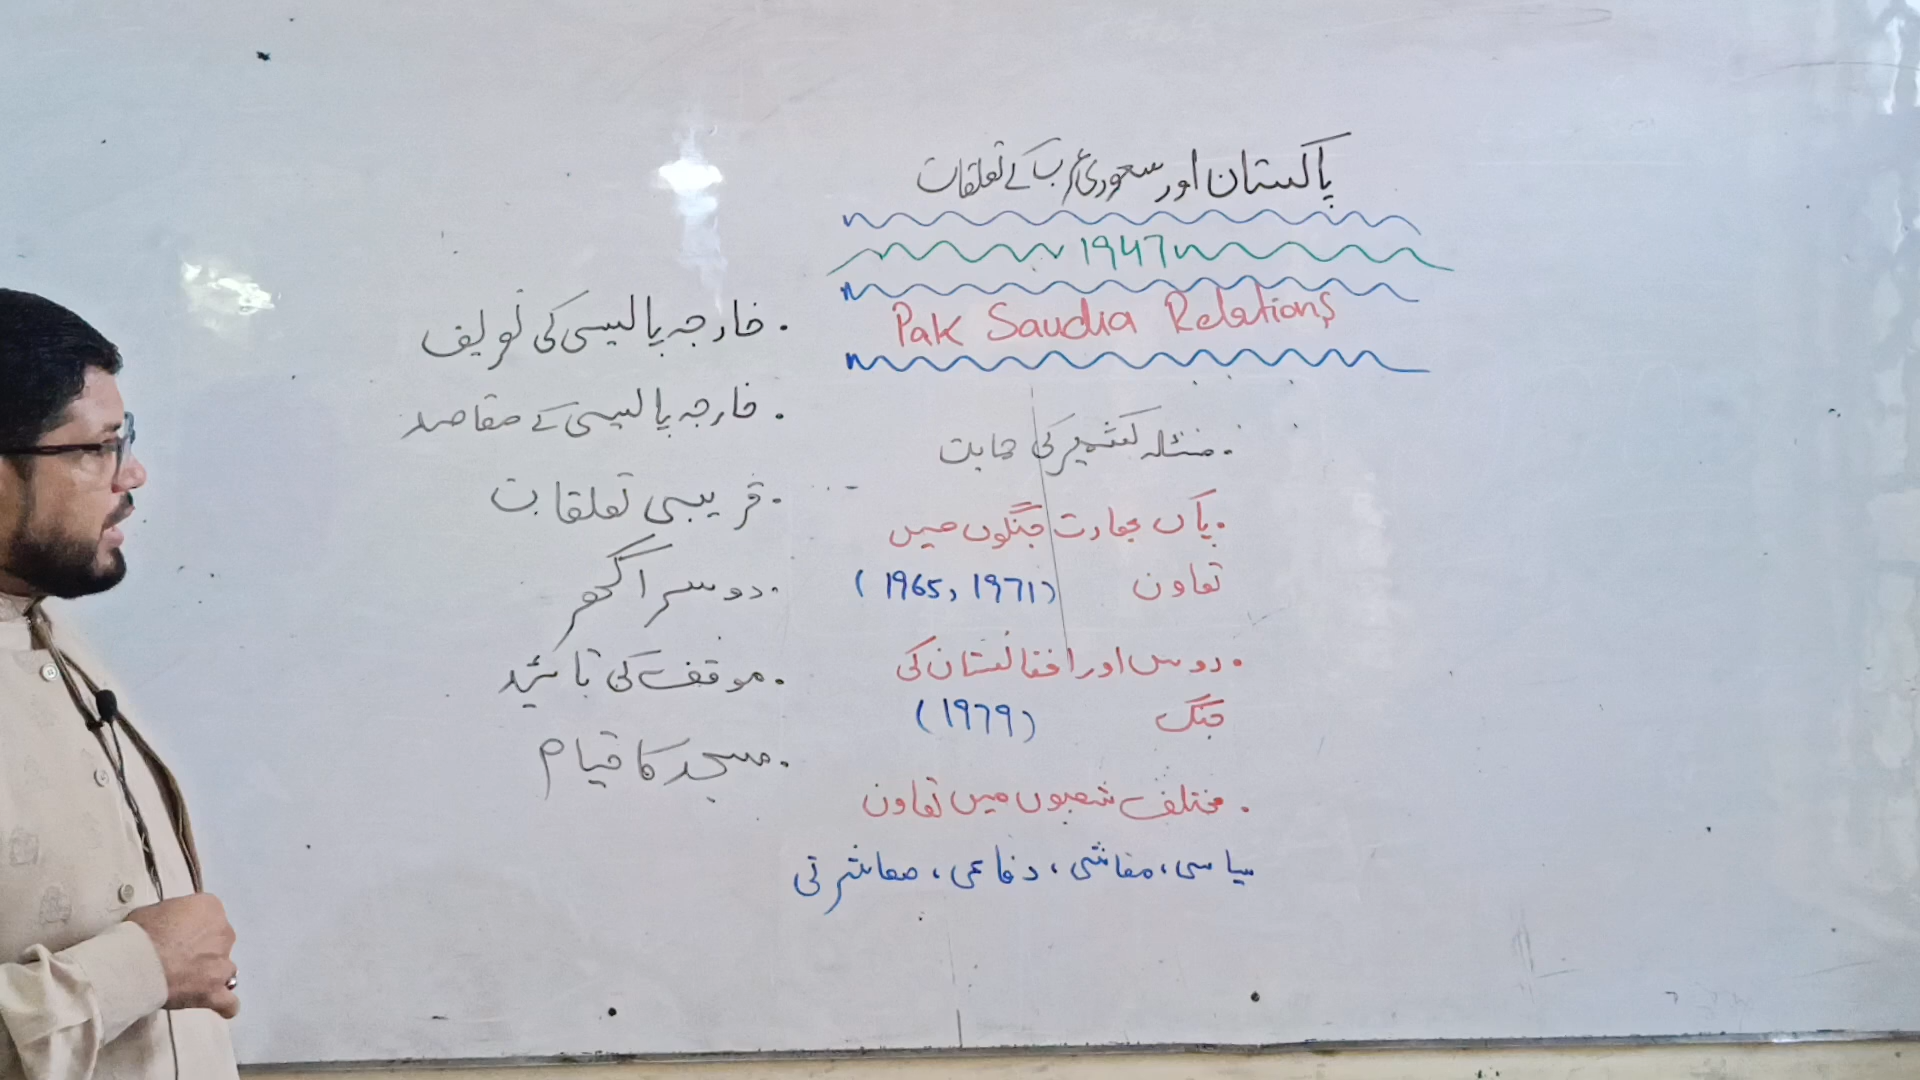 پاکستان اور سعودی عرب کے تعلقات
1947
Pak Saudia Relations
. مسئلہ کشمیر کی حمایت
. پاک بھارت جنگوں میں
تعاون (1965, 1971)
. روس اور افغانستان کی
جنگ (1979)
. مختلف شعبوں میں تعاون
سیاسی، معاشی، دفاعی، معاشرتی
. خارجہ پالیسی کی تعریف
. خارجہ پالیسی کے مقاصد
. قریبی تعلقات
. دوسرا گھر
. موقف کی تائید
. مسجد کا قیام